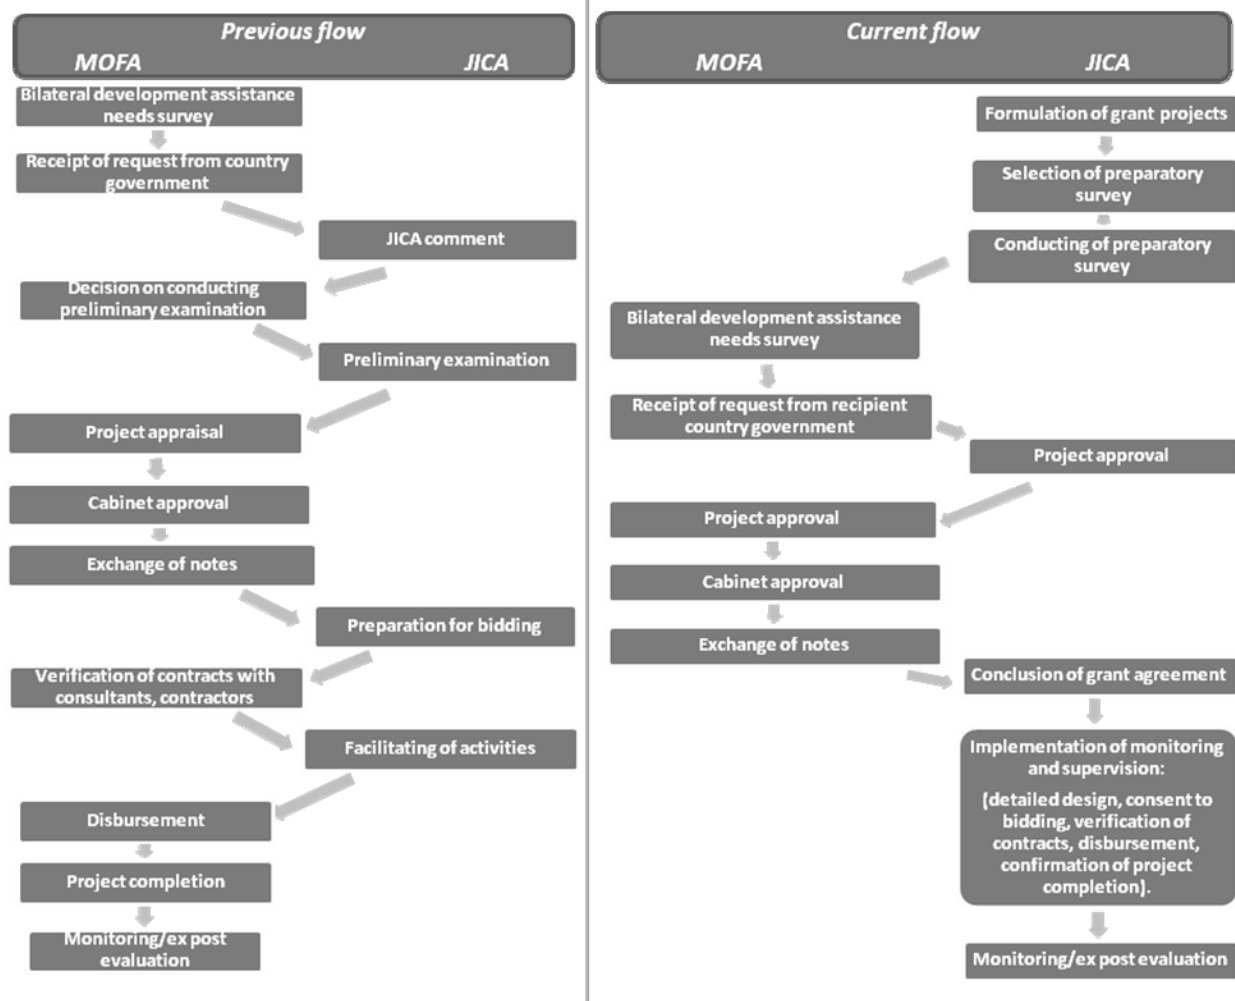 Previous flow
MOFA JICA
Bilateral development assistance
needs survey
Receipt of request from country
government
JICA comment
Decision on conducting
preliminary examination
Preliminary examination
Project appraisal
Cabinet approval
Exchange of notes
Preparation for bidding
Verification of contracts with
consultants, contractors
Facilitating of activities
Disbursement
Project completion
Monitoring/ex post
evaluation
Current flow
MOFA JICA
Formulation of grant projects
Selection of preparatory
survey
Conducting of preparatory
survey
Bilateral development assistance
needs survey
Receipt of request from recipient
country government
Project approval
Project approval
Cabinet approval
Exchange of notes
Conclusion of grant agreement
Implementation of monitoring
and supervision:
(detailed design, consent to
bidding, verification of
contracts, disbursement,
confirmation of project
completion).
Monitoring/ex post evaluation